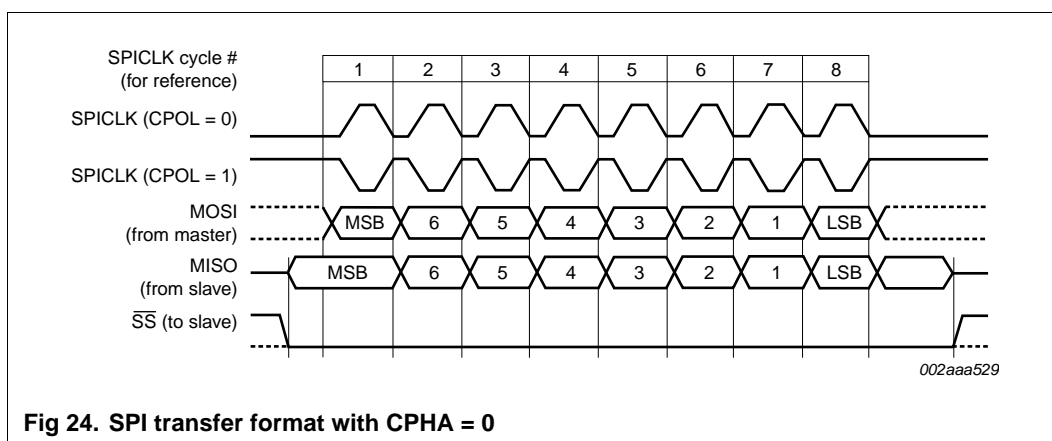 SPICLK cycle #
(for reference)
1 2 3 4 5 6 7 8
SPICLK (CPOL = 0)
SPICLK (CPOL = 1)
MOSI
(from master)
MSB 6 5 4 3 2 1 LSB
MISO
(from slave)
MSB 6 5 4 3 2 1 LSB
SS (to slave)
002aaa529
Fig 24. SPI transfer format with CPHA = 0